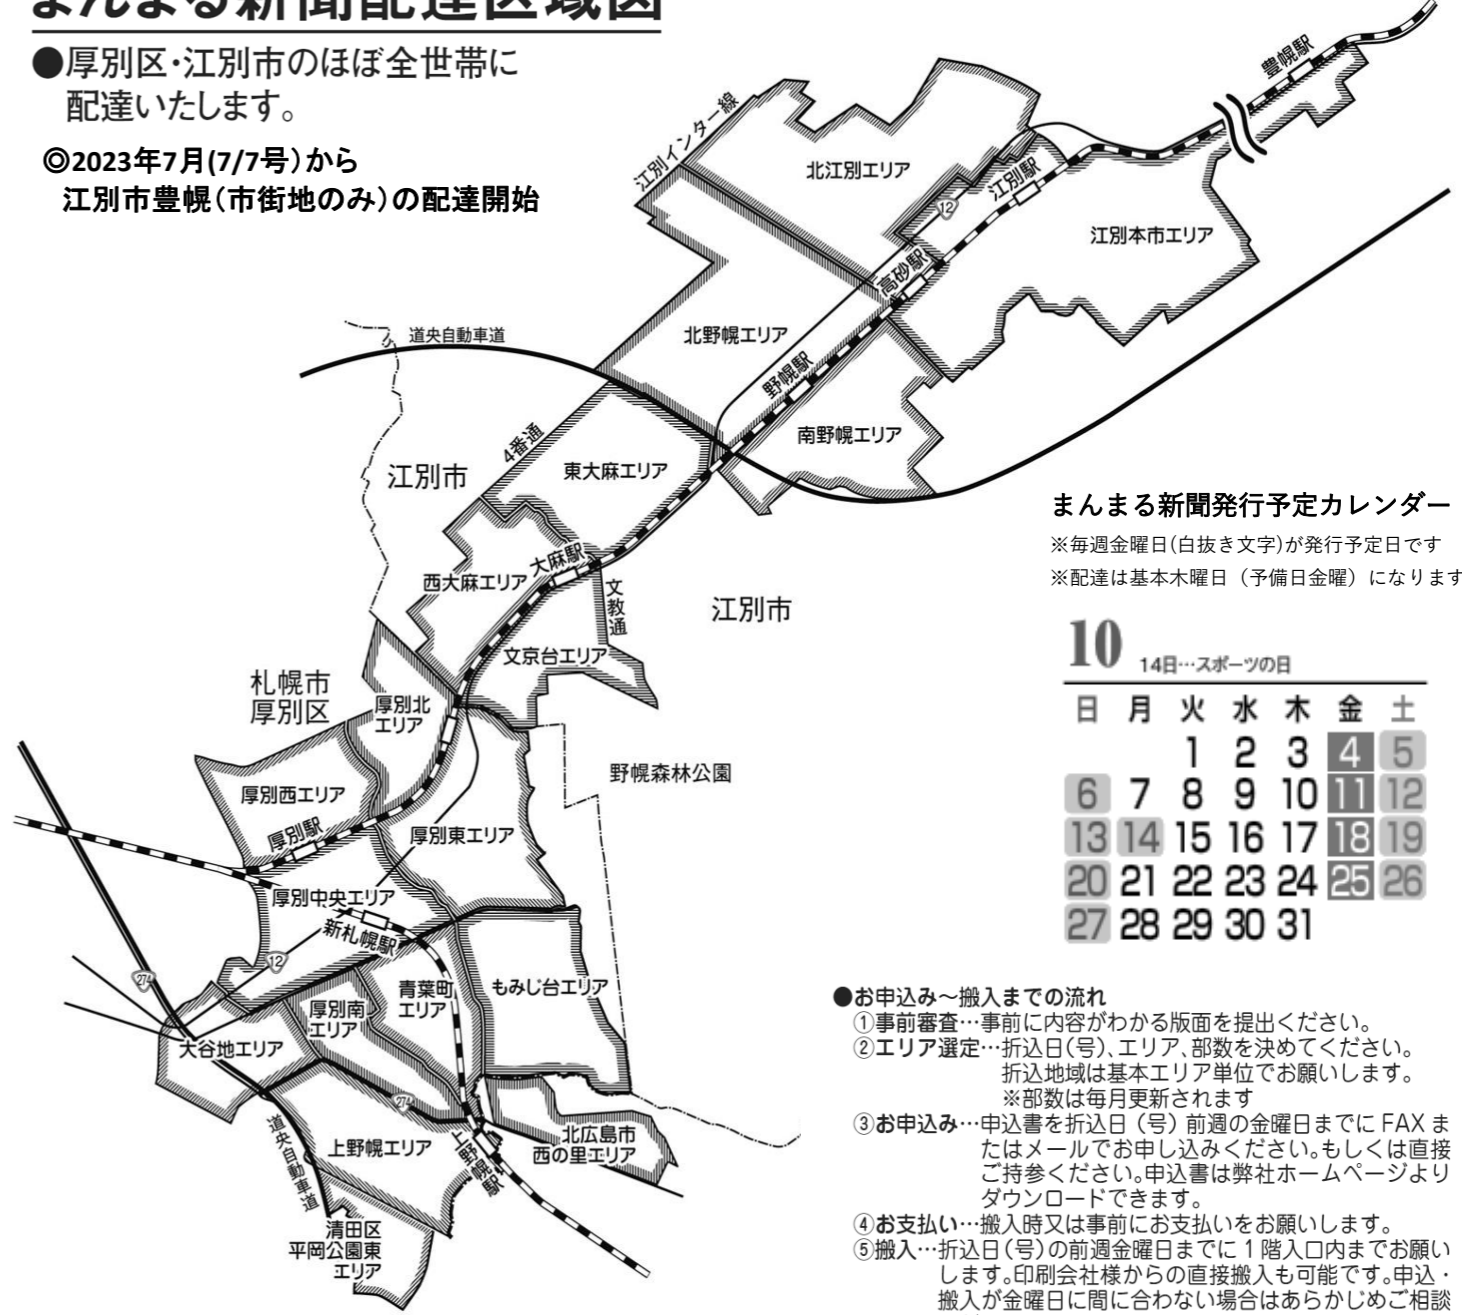 まんまる新聞配達区域図
●厚別区・江別市のほぼ全世帯に
配達いたします。
◎2023年7月(7/7号)から
江別市豊幌(市街地のみ)の配達開始
豊幌駅
江別インター線
北江別エリア
江別駅
12
江別本市エリア
高砂駅
北野幌エリア
道央自動車道
野幌駅
南野幌エリア
4番通
東大麻エリア
江別市
大麻駅
西大麻エリア
文教通
江別市
文京台エリア
札幌市
厚別区
厚別北
エリア
野幌森林公園
厚別西エリア
厚別駅
厚別東エリア
厚別中央エリア
新札幌駅
12
274
青葉町
エリア
もみじ台エリア
厚別南
エリア
大谷地エリア
274
道央自動車道
上野幌エリア
上野幌駅
北広島市
西の里エリア
清田区
平岡公園東
エリア
まんまる新聞発行予定カレンダー
※毎週金曜日(白抜き文字)が発行予定日です
※配達は基本木曜日（予備日金曜）になります
10 14日…スポーツの日
日 月 火 水 木 金 土
1 2 3 4 5
6 7 8 9 10 11 12
13 14 15 16 17 18 19
20 21 22 23 24 25 26
27 28 29 30 31
●お申込み～搬入までの流れ
①事前審査…事前に内容がわかる版面を提出ください。
②エリア選定…折込日(号)、エリア、部数を決めてください。
折込地域は基本エリア単位でお願いします。
※部数は毎月更新されます
③お申込み…申込書を折込日（号）前週の金曜日までに FAX ま
たはメールでお申し込みください。もしくは直接
ご持参ください。申込書は弊社ホームページより
ダウンロードできます。
④お支払い…搬入時又は事前にお支払いをお願いします。
⑤搬入…折込日(号)の前週金曜日までに 1 階入口内までお願い
します。印刷会社様からの直接搬入も可能です。申込・
搬入が金曜日に間に合わない場合はあらかじめご相談